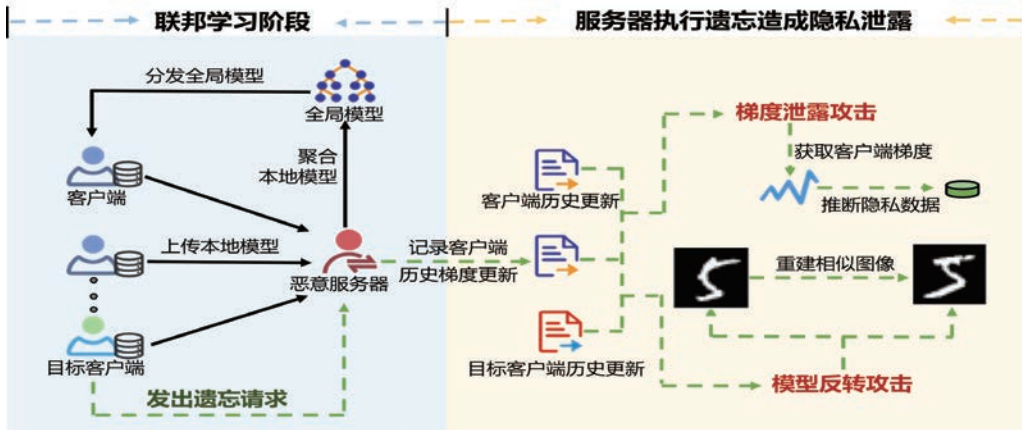 联邦学习阶段
服务器执行遗忘造成隐私泄露
分发全局模型
全局模型
聚合
本地模型
客户端
上传本地模型
恶意服务器
目标客户端
发出遗忘请求
记录客户端
历史梯度更新
客户端历史更新
目标客户端历史更新
梯度泄露攻击
获取客户端梯度
推断隐私数据
重建相似图像
5
5
模型反转攻击